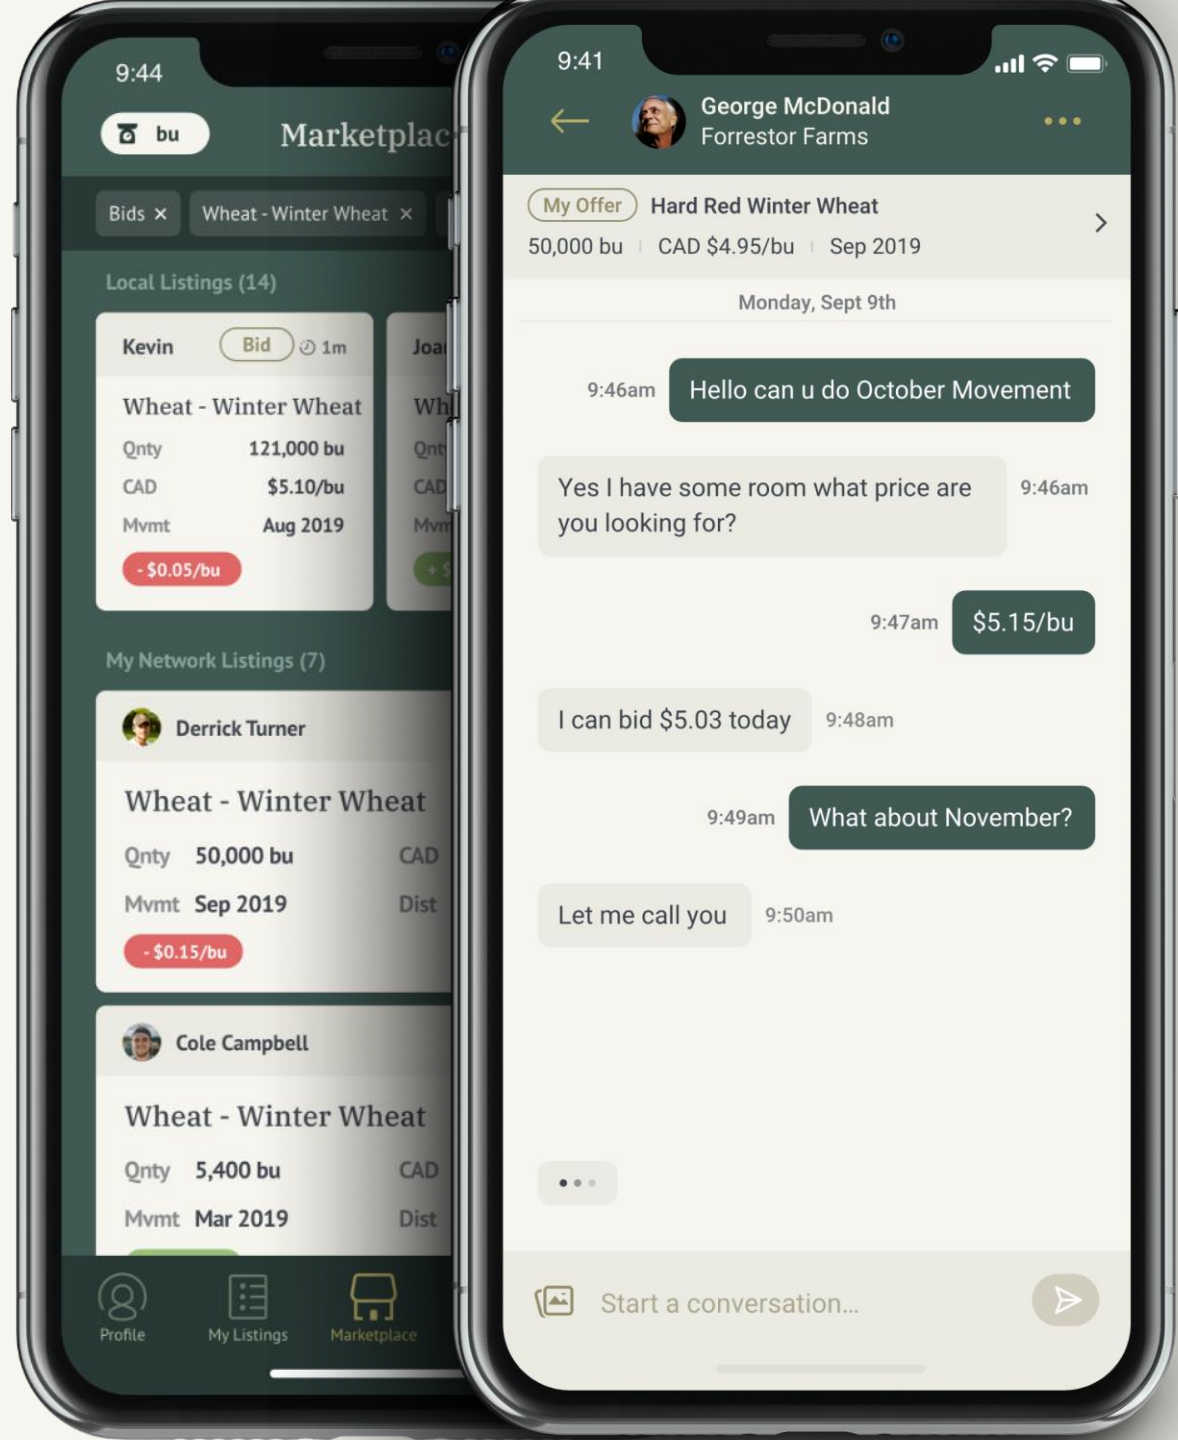 9:44
bu
Marketplac
Bids ×
Wheat - Winter Wheat ×
Local Listings (14)
Kevin
Bid
1m
Joa
Wheat - Winter Wheat
Wh
Qnty 121,000 bu
Qnt
CAD $5.10/bu
CAD
Mvmt Aug 2019
Mvm
- $0.05/bu
+ $
My Network Listings (7)
Derrick Turner
Wheat - Winter Wheat
Qnty 50,000 bu CAD
Mvmt Sep 2019 Dist
- $0.15/bu
Cole Campbell
Wheat - Winter Wheat
Qnty 5,400 bu CAD
Mvmt Mar 2019 Dist
Profile
My Listings
Marketplace
9:41
George McDonald
Forrestor Farms
My Offer Hard Red Winter Wheat
50,000 bu | CAD $4.95/bu | Sep 2019
Monday, Sept 9th
9:46am Hello can u do October Movement
Yes I have some room what price are 9:46am
you looking for?
9:47am $5.15/bu
I can bid $5.03 today 9:48am
9:49am What about November?
Let me call you 9:50am
Start a conversation...